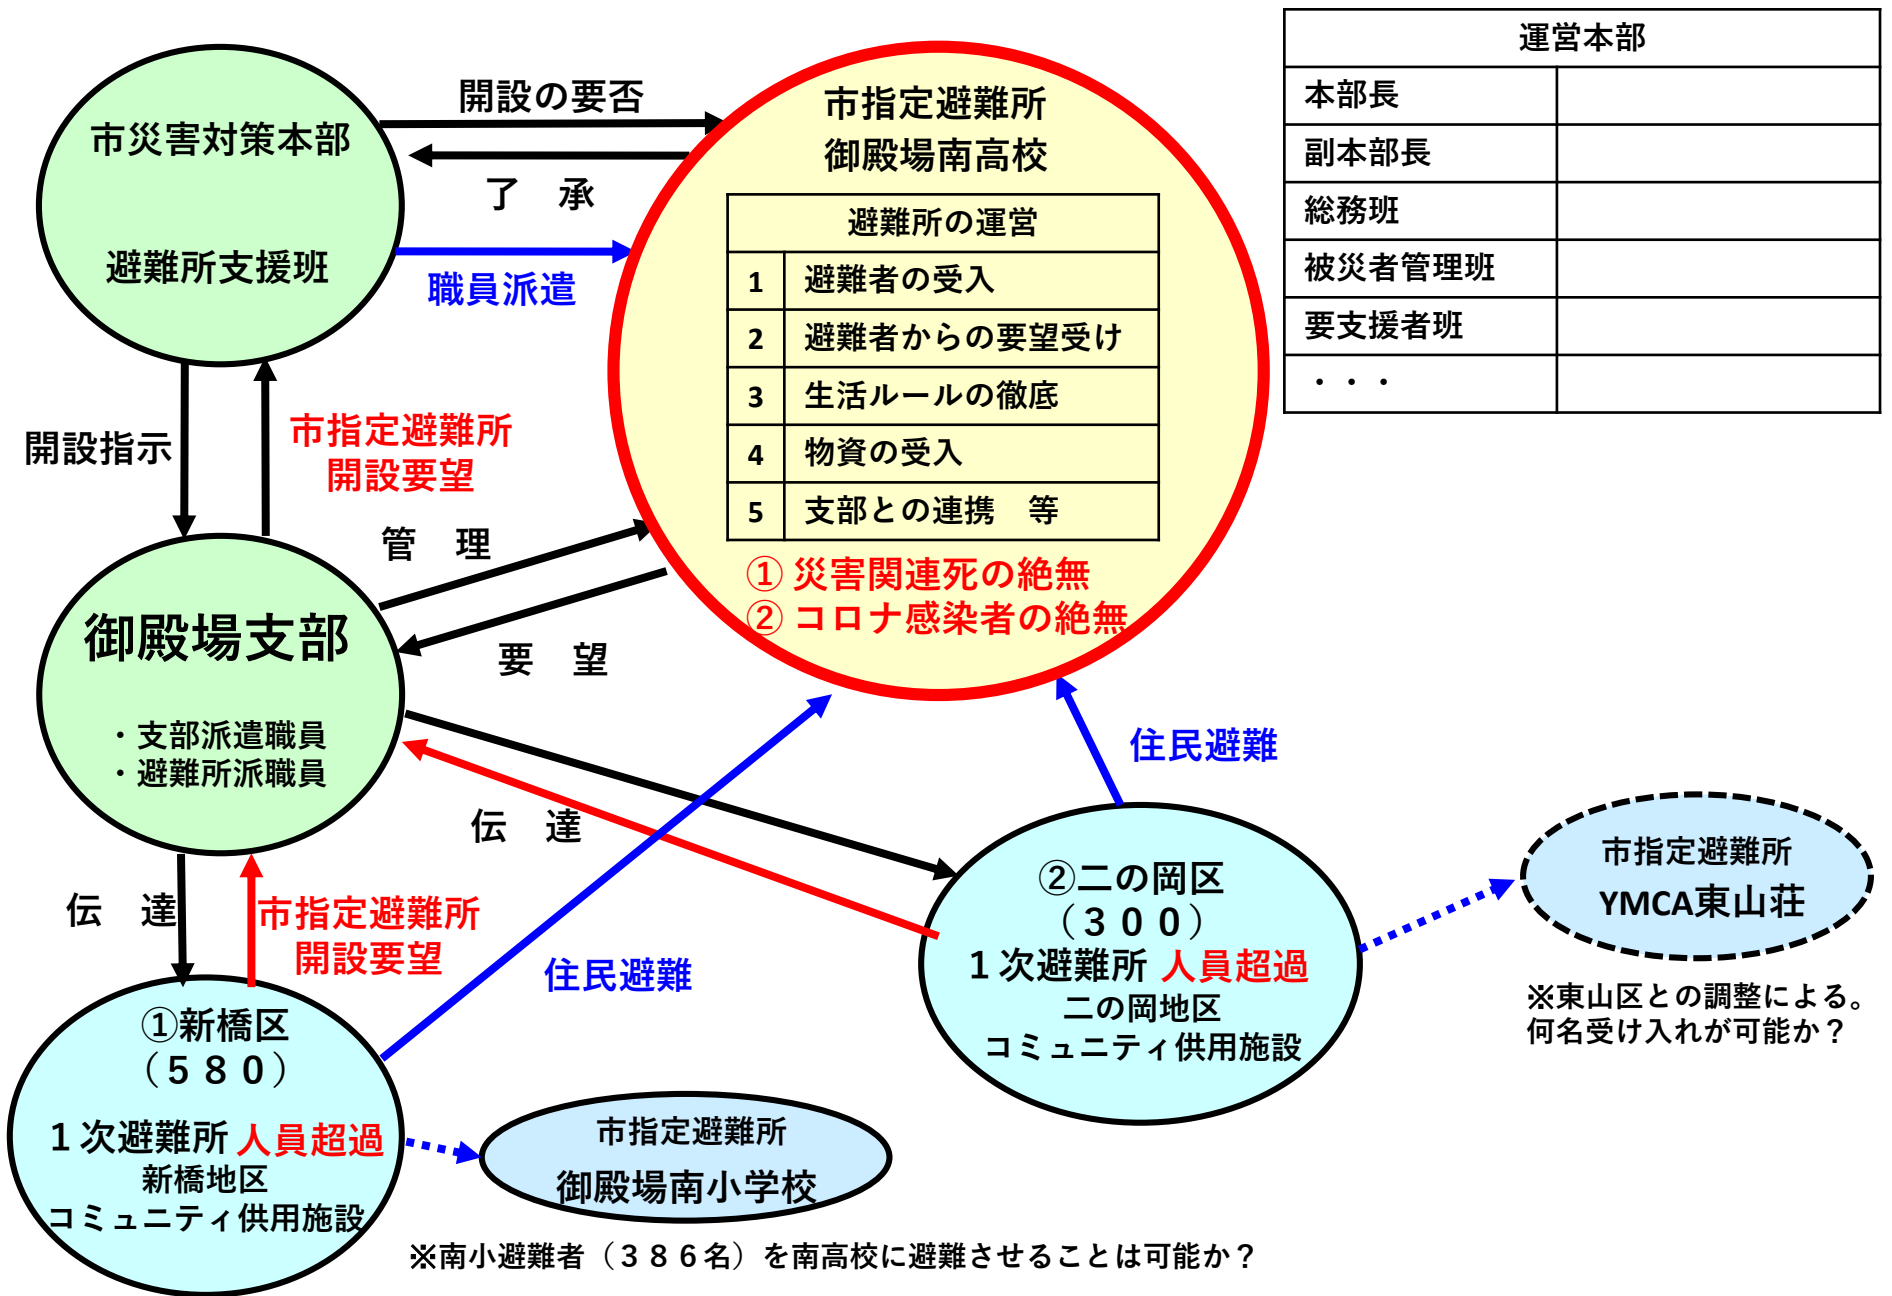 運営本部
本部長
副本部長
総務班
被災者管理班
要支援者班
・・・
市災害対策本部
避難所支援班
開設の要否
了　承
職員派遣
市指定避難所
御殿場南高校
避難所の運営
1 避難者の受入
2 避難者からの要望受け
3 生活ルールの徹底
4 物資の受入
5 支部との連携　等
① 災害関連死の絶無
② コロナ感染者の絶無
開設指示
市指定避難所
開設要望
管　理
要　望
御殿場支部
・支部派遣職員
・避難所派職員
伝　達
住民避難
伝　達
市指定避難所
開設要望
住民避難
②二の岡区
（３００）
１次避難所 人員超過
二の岡地区
コミュニティ供用施設
市指定避難所
YMCA東山荘
※東山区との調整による。
何名受け入れが可能か？
①新橋区
（５８０）
１次避難所 人員超過
新橋地区
コミュニティ供用施設
市指定避難所
御殿場南小学校
※南小避難者（３８６名）を南高校に避難させることは可能か？